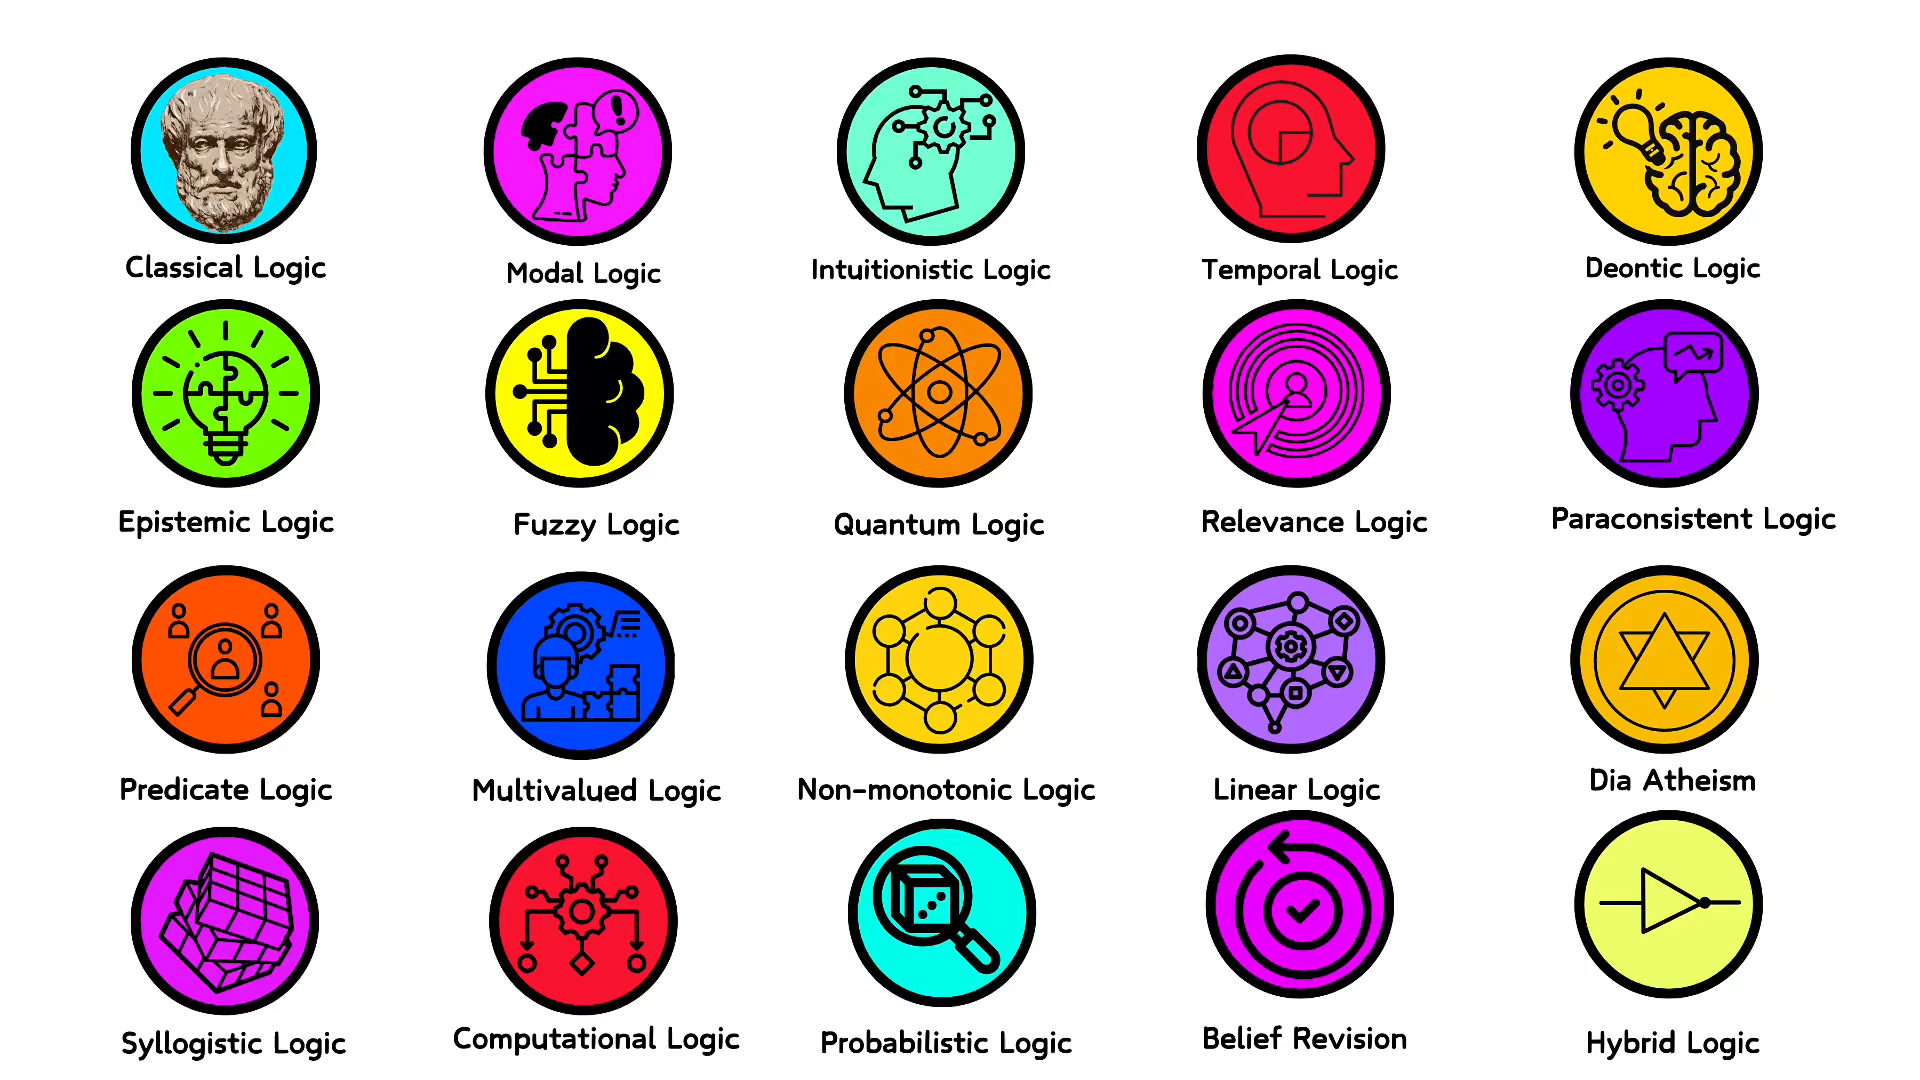 Classical Logic
Modal Logic
Intuitionistic Logic
Temporal Logic
Deontic Logic
Epistemic Logic
Fuzzy Logic
Quantum Logic
Relevance Logic
Paraconsistent Logic
Predicate Logic
Multivalued Logic
Non-monotonic Logic
Linear Logic
Dia Atheism
Syllogistic Logic
Computational Logic
Probabilistic Logic
Belief Revision
Hybrid Logic